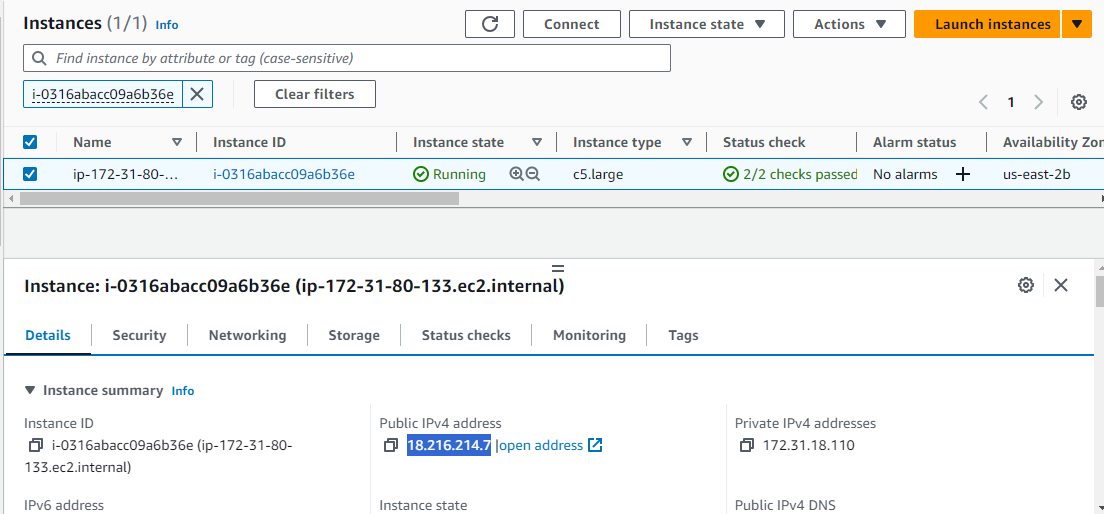 Instances (1/1) Info
Connect
Instance state
Actions
Launch instances
Find instance by attribute or tag (case-sensitive)
i-0316abacc09a6b36e
Clear filters
1
Name Instance ID Instance state Instance type Status check Alarm status Availability Zon
ip-172-31-80-... i-0316abacc09a6b36e Running c5.large 2/2 checks passed No alarms us-east-2b
Instance: i-0316abacc09a6b36e (ip-172-31-80-133.ec2.internal)
Details Security Networking Storage Status checks Monitoring Tags
Instance summary Info
Instance ID
i-0316abacc09a6b36e (ip-172-31-80-
133.ec2.internal)
Public IPv4 address
18.216.214.7 |open address
Private IPv4 addresses
172.31.18.110
IPv6 address
Instance state
Public IPv4 DNS